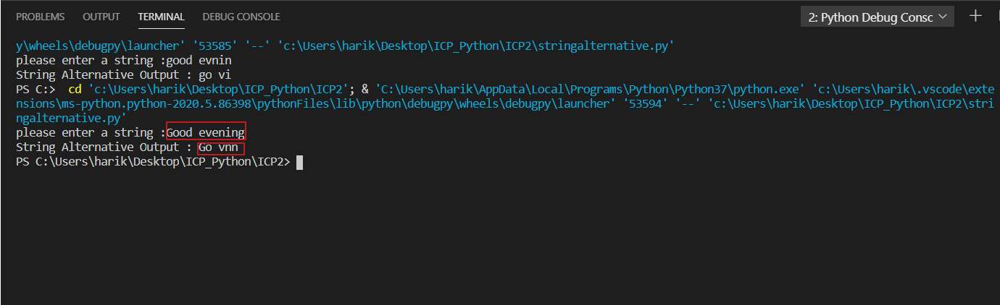 PROBLEMS OUTPUT TERMINAL DEBUG CONSOLE 2: Python Debug Consc
y\wheels\debugpy\launcher' '53585' '--' 'c:\Users\harik\Desktop\ICP_Python\ICP2\stringalternative.py'
please enter a string :good evnin
String Alternative Output : go vi
PS C:>  cd 'c:\Users\harik\Desktop\ICP_Python\ICP2'; & 'C:\Users\harik\AppData\Local\Programs\Python\Python37\python.exe' 'c:\Users\harik\.vscode\exte
nsions\ms-python.python-2020.5.86398\pythonFiles\lib\python\debugpy\wheels\debugpy\launcher' '53594' '--' 'c:\Users\harik\Desktop\ICP_Python\ICP2\stri
ngalternative.py'
please enter a string :Good evening
String Alternative Output : Go vnn
PS C:\Users\harik\Desktop\ICP_Python\ICP2>